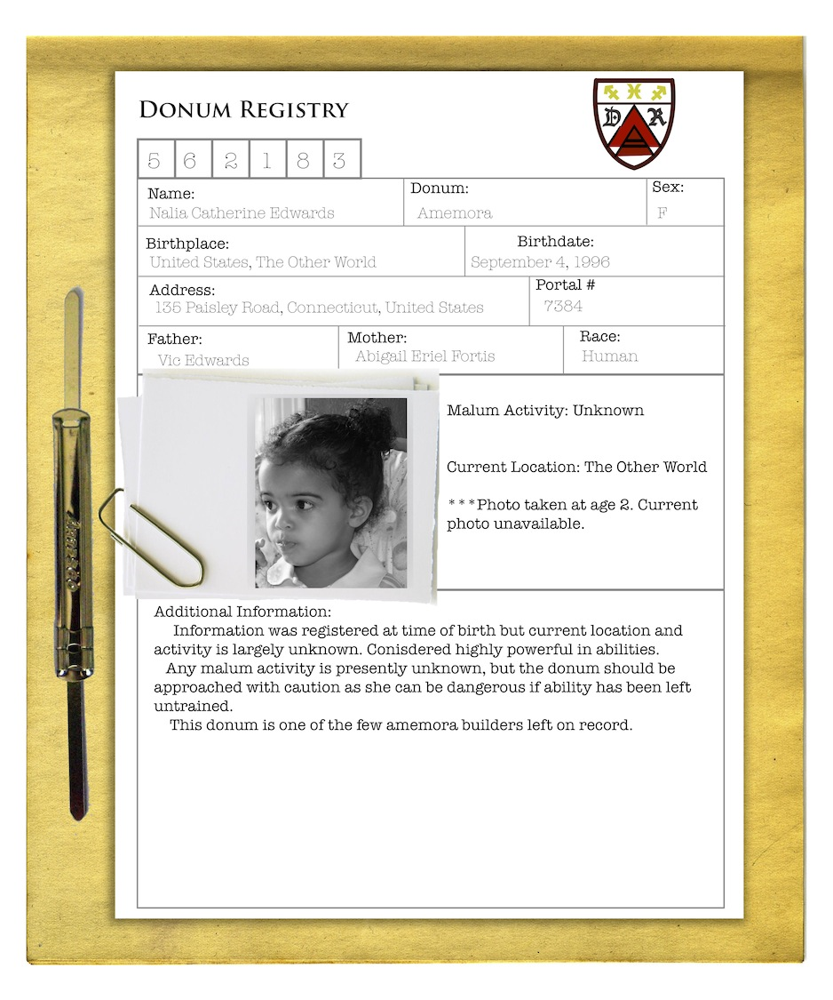 DONUM REGISTRY
D R
5 6 2 1 8 3
Name: Donum: Sex:
Nalia Catherine Edwards Amemora F
Birthplace: Birthdate:
United States, The Other World September 4, 1996
Address: Portal #
135 Paisley Road, Connecticut, United States 7384
Father: Mother: Race:
Vic Edwards Abigail Eriel Fortis Human
Malum Activity: Unknown
Current Location: The Other World
***Photo taken at age 2. Current
photo unavailable.
Additional Information:
Information was registered at time of birth but current location and
activity is largely unknown. Conisdered highly powerful in abilities.
Any malum activity is presently unknown, but the donum should be
approached with caution as she can be dangerous if ability has been left
untrained.
This donum is one of the few amemora builders left on record.